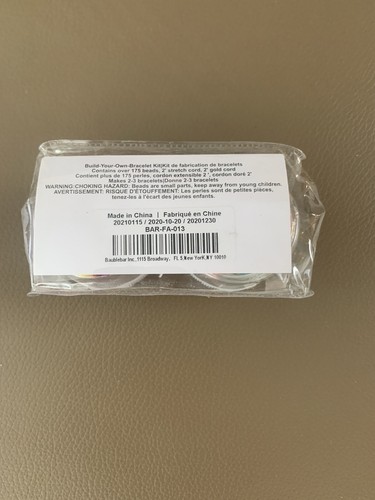 Build-Your-Own-Bracelet Kit|Kit de fabrication de bracelets
Contains over 175 beads, 2' stretch cord, 2' gold cord
Contient plus de 175 perles, cordon extensible 2 ', cordon doré 2'
Makes 2-3 bracelets|Donne 2-3 bracelets
WARNING:CHOKING HAZARD: Beads are small parts, keep away from young children.
AVERTISSEMENT: RISQUE D'ÉTOUFFEMENT: Les perles sont de petites pièces,
tenez-les à l'écart des jeunes enfants.
Made in China | Fabriqué en Chine
20210115 / 2020-10-20 / 20201230
BAR-FA-013
Baublebar Inc.,1115 Broadway, Fl 5,New York,NY 10010